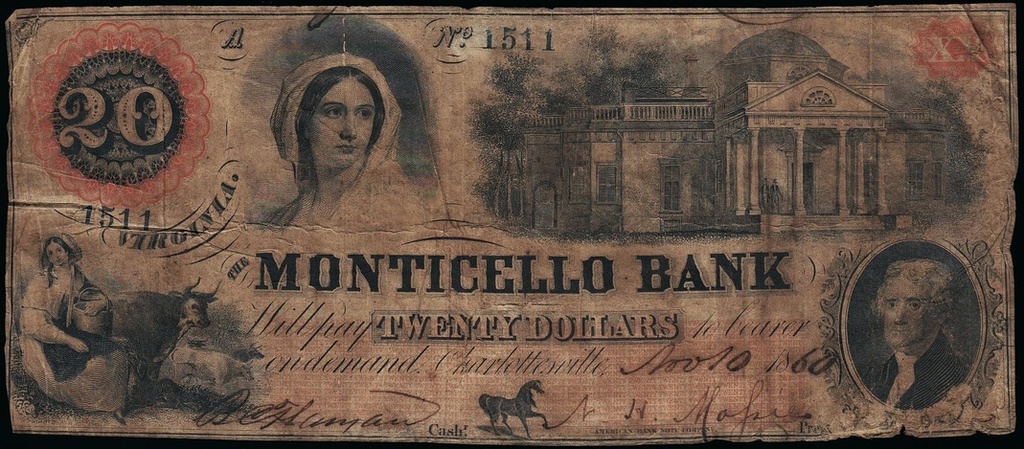 A
Nº. 1511
X
20
1511
VIRGINIA.
THE MONTICELLO BANK
Will pay TWENTY DOLLARS to bearer
on demand. Charlottesville, Nov 10 1860
Cash!
N. H.
AMERICAN BANK NOTE COMPANY
Pres